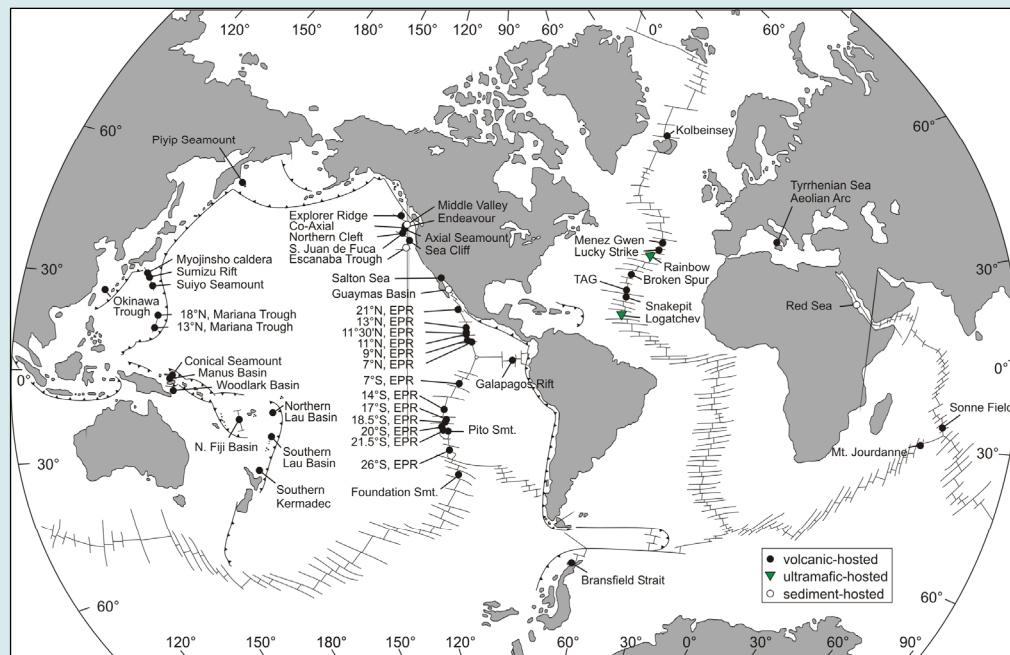 120°
150°
180°
150°
120°
90°
60°
0°
60°
60°
60°
Kolbeinsey
Piyip Seamount
Tyrrhenian Sea
Aeolian Arc
Middle Valley
Endeavour
Explorer Ridge
Co-Axial
Northern Cleft
S. Juan de Fuca
Escanaba Trough
Axial Seamount
Sea Cliff
Menez Gwen
Lucky Strike
Rainbow
Broken Spur
TAG
Snakepit
Logatchev
30°
30°
Myojinsho caldera
Sumizu Rift
Suiyo Seamount
Okinawa
Trough
18°N, Mariana Trough
13°N, Mariana Trough
Salton Sea
Guaymas Basin
21°N, EPR
13°N, EPR
11°30'N, EPR
11°N, EPR
9°N, EPR
7°N, EPR
Red Sea
Conical Seamount
Manus Basin
Woodlark Basin
0°
0°
Galapagos Rift
7°S, EPR
14°S, EPR
17°S, EPR
18.5°S, EPR
20°S, EPR
21.5°S, EPR
Pito Smt.
Northern
Lau Basin
N. Fiji Basin
Southern
Lau Basin
Sonne Field
Mt. Jourdanne
30°
30°
26°S, EPR
Foundation Smt.
Southern
Kermadec
Bransfield Strait
volcanic-hosted
ultramafic-hosted
sediment-hosted
60°
60°
120°
150°
180°
150°
120°
60°
30°
0°
30°
60°
90°